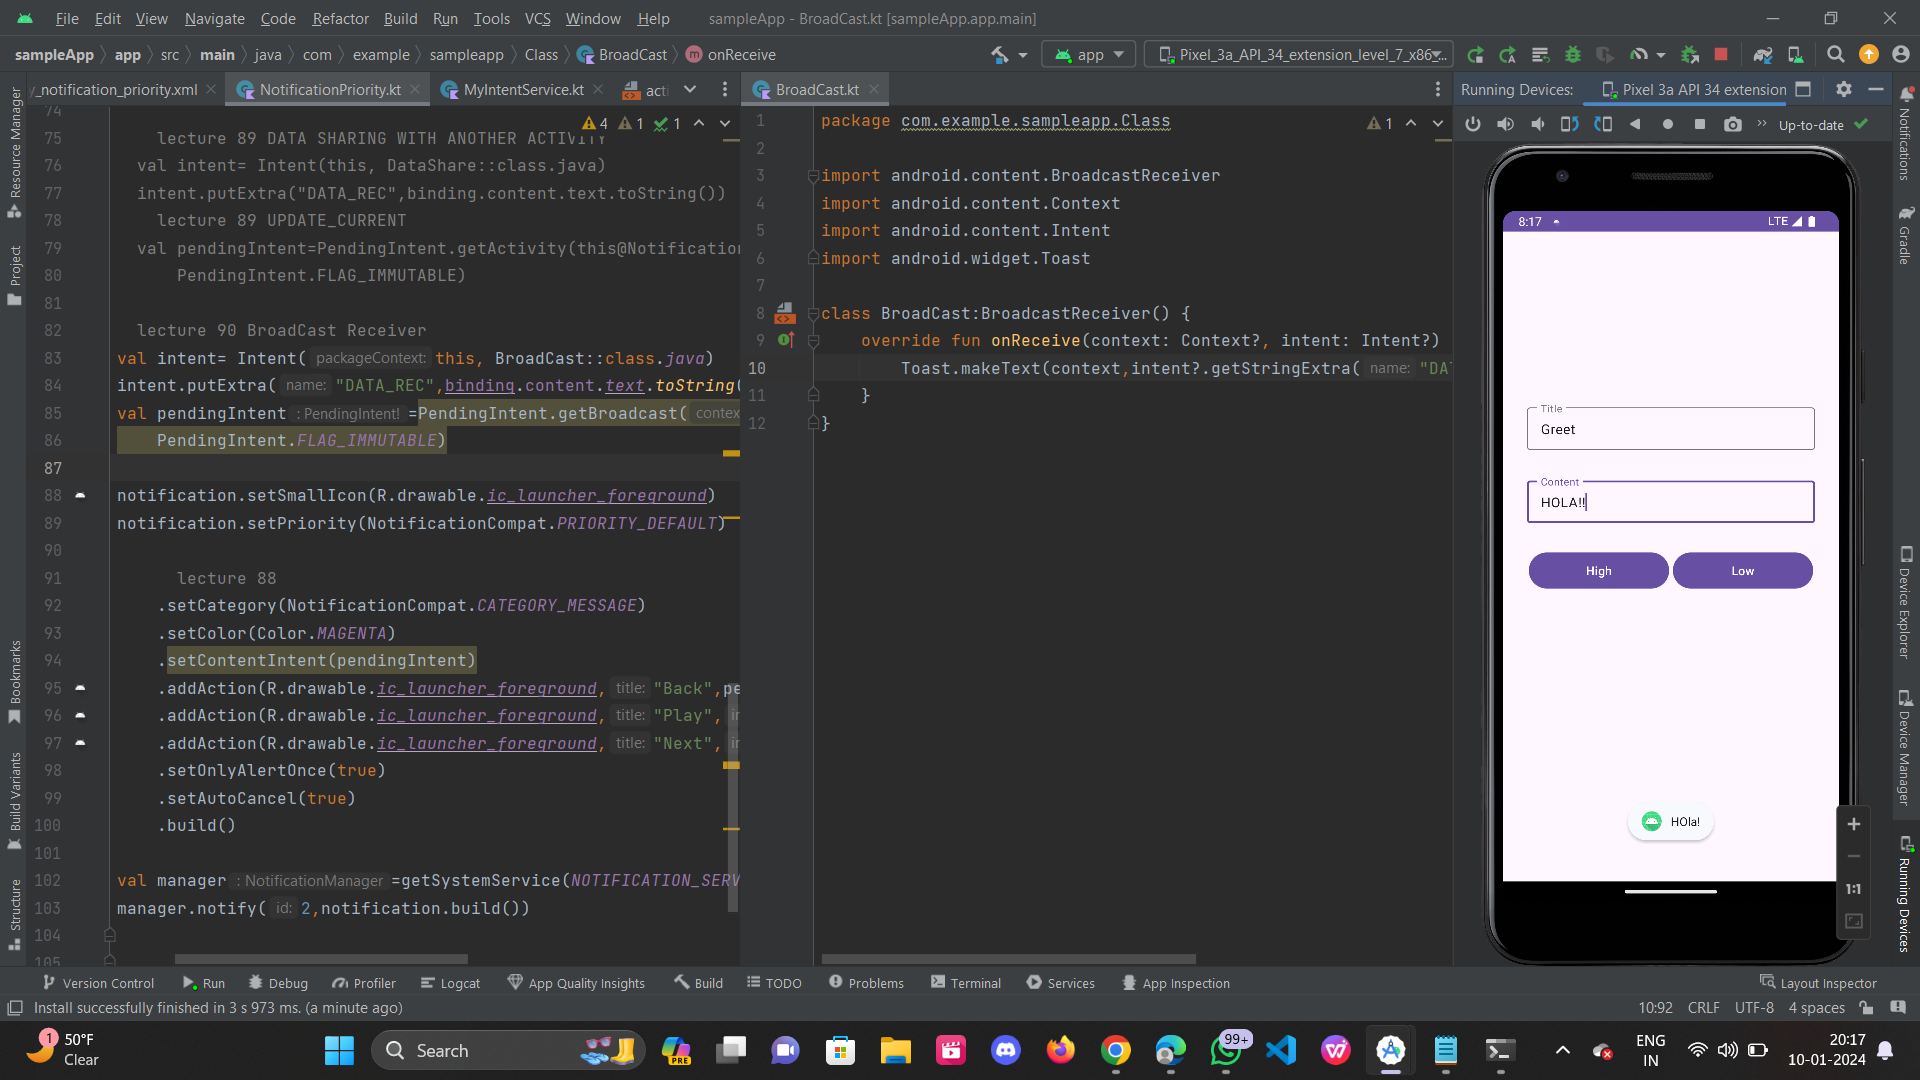 File Edit View Navigate Code Refactor Build Run Tools VCS Window Help sampleApp - BroadCast.kt [sampleApp.app.main]
sampleApp app src main java com example sampleapp Class BroadCast m onReceive app Pixel_3a_API_34_extension_level_7_x86
_notification_priority.xml NotificationPriority.kt MyIntentService.kt acti BroadCast.kt Running Devices: Pixel 3a API 34 extension
Up-to-date
4 1 1
74
75 lecture 89 DATA SHARING WITH ANOTHER ACTIVITY
76 val intent= Intent(this, DataShare::class.java)
77 intent.putExtra("DATA_REC",binding.content.text.toString())
78 lecture 89 UPDATE_CURRENT
79 val pendingIntent=PendingIntent.getActivity(this@Notification
80 PendingIntent.FLAG_IMMUTABLE)
81
82 lecture 90 BroadCast Receiver
83 val intent= Intent( packageContext: this, BroadCast::class.java)
84 intent.putExtra( name: "DATA_REC",binding.content.text.toString(
85 val pendingIntent : PendingIntent! =PendingIntent.getBroadcast( contex
86 PendingIntent.FLAG_IMMUTABLE)
87
88 notification.setSmallIcon(R.drawable.ic_launcher_foreground)
89 notification.setPriority(NotificationCompat.PRIORITY_DEFAULT)
90
91 lecture 88
92 .setCategory(NotificationCompat.CATEGORY_MESSAGE)
93 .setColor(Color.MAGENTA)
94 .setContentIntent(pendingIntent)
95 .addAction(R.drawable.ic_launcher_foreground, title: "Back",pe
96 .addAction(R.drawable.ic_launcher_foreground, title: "Play", in
97 .addAction(R.drawable.ic_launcher_foreground, title: "Next", in
98 .setOnlyAlertOnce(true)
99 .setAutoCancel(true)
100 .build()
101
102 val manager : NotificationManager =getSystemService(NOTIFICATION_SERV
103 manager.notify( id: 2,notification.build())
104
105
1 package com.example.sampleapp.Class
1
2
3 import android.content.BroadcastReceiver
4 import android.content.Context
5 import android.content.Intent
6 import android.widget.Toast
7
8 class BroadCast:BroadcastReceiver() {
9 override fun onReceive(context: Context?, intent: Intent?)
10 Toast.makeText(context,intent?.getStringExtra( name: "DAT
11 }
12 }
8:17 LTE
Title
Greet
Content
HOLA!!
High Low
HOla!
1:1
Resource Manager
Project
Bookmarks
Build Variants
Structure
Notifications
Gradle
Device Explorer
Device Manager
Running Devices
Version Control Run Debug Profiler Logcat App Quality Insights Build TODO Problems Terminal Services App Inspection Layout Inspector
Install successfully finished in 3 s 973 ms. (a minute ago) 10:92 CRLF UTF-8 4 spaces
1 50°F
Clear
Search
PRE
99+
ENG
IN
20:17
10-01-2024